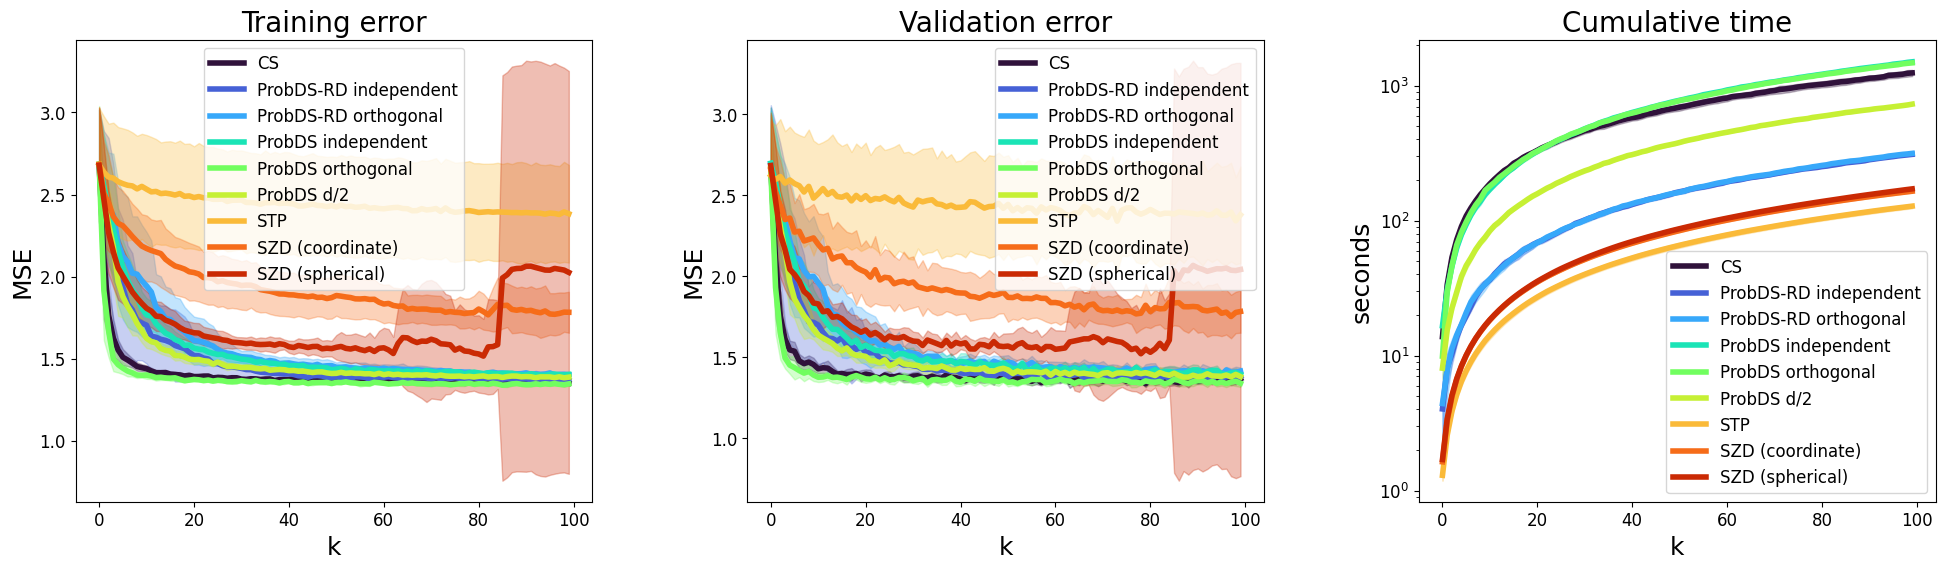 Training error
MSE
3.0
2.5
2.0
1.5
1.0
CS
ProbDS-RD independent
ProbDS-RD orthogonal
ProbDS independent
ProbDS orthogonal
ProbDS d/2
STP
SZD (coordinate)
SZD (spherical)
0 20 40 60 80 100
k
Validation error
MSE
3.0
2.5
2.0
1.5
1.0
CS
ProbDS-RD independent
ProbDS-RD orthogonal
ProbDS independent
ProbDS orthogonal
ProbDS d/2
STP
SZD (coordinate)
SZD (spherical)
0 20 40 60 80 100
k
Cumulative time
seconds
10³
10²
10¹
10⁰
CS
ProbDS-RD independent
ProbDS-RD orthogonal
ProbDS independent
ProbDS orthogonal
ProbDS d/2
STP
SZD (coordinate)
SZD (spherical)
0 20 40 60 80 100
k